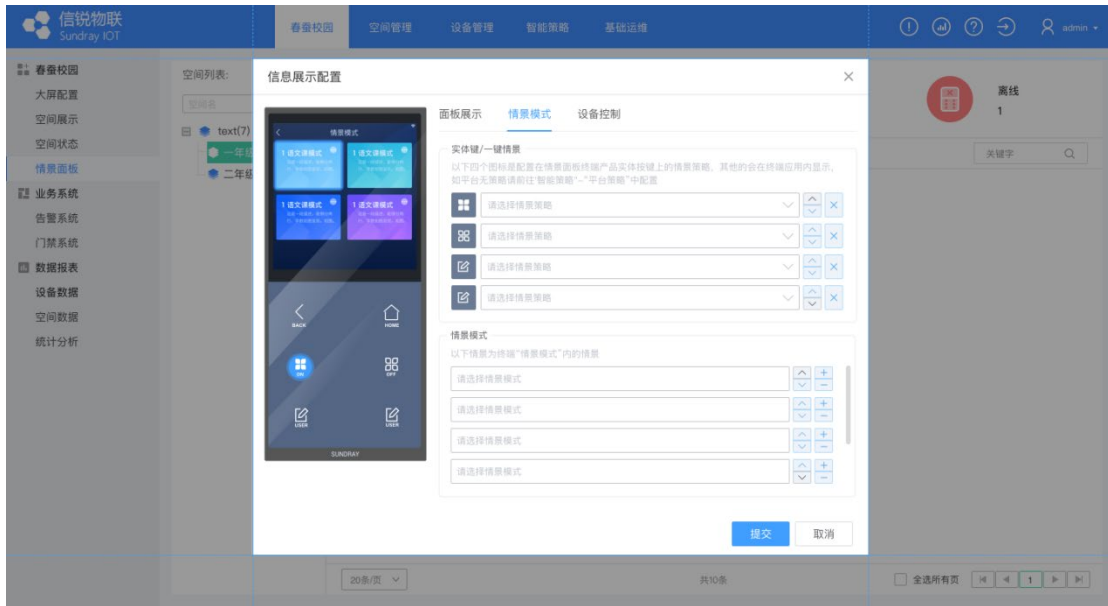 信锐物联
Sundray IOT
春蚕校园
空间管理
设备管理
智能策略
基础运维
admin
春蚕校园
大屏配置
空间展示
空间状态
情景面板
业务系统
告警系统
门禁系统
数据报表
设备数据
空间数据
统计分析
空间列表:
空间名
text(7)
一年级
二年级
离线
1
关键字
信息展示配置
面板展示
情景模式
设备控制
情景模式
1 语文课模式
1 语文课模式
1 语文课模式
1 语文课模式
BACK
HOME
ON
OFF
USER
USER
SUNDRAY
实体键/一键情景
以下四个图标是配置在情景面板终端产品实体按键上的情景策略，其他的会在终端应用内显示，
如平台无策略请前往“智能策略”-“平台策略”中配置
请选择情景策略
请选择情景策略
请选择情景策略
请选择情景策略
情景模式
以下情景为终端“情景模式”内的情景
请选择情景模式
请选择情景模式
请选择情景模式
请选择情景模式
提交
取消
20条/页
共10条
全选所有页
1